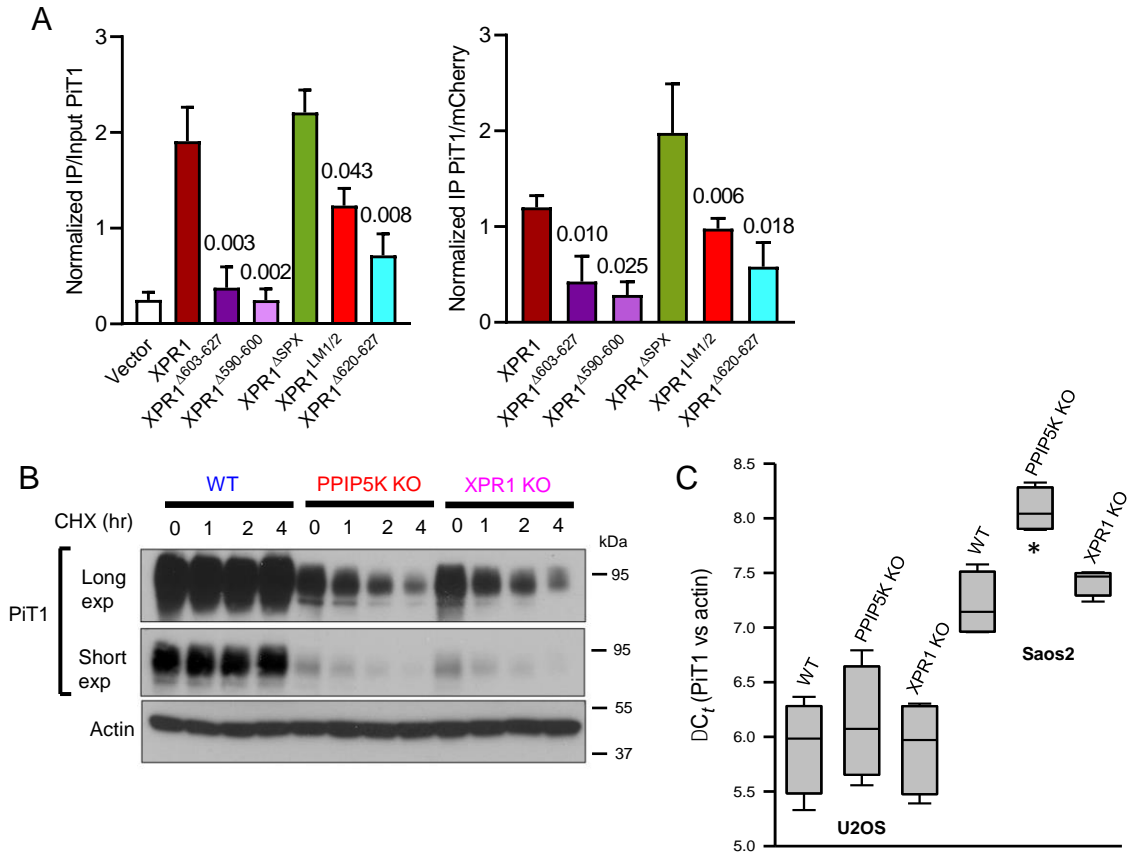 A
Normalized IP/Input PiT1
3
2
1
0
0.003
0.002
0.043
0.008
Vector
XPR1
XPR1Δ603-627
XPR1Δ590-600
XPR1ΔSPX
XPR1LM1/2
XPR1Δ620-627
Normalized IP PiT1/mCherry
3
2
1
0
0.010
0.025
0.006
0.018
XPR1
XPR1Δ603-627
XPR1Δ590-600
XPR1ΔSPX
XPR1LM1/2
XPR1Δ620-627
B
WT PPIP5K KO XPR1 KO
CHX (hr) 0 1 2 4 0 1 2 4 0 1 2 4
kDa
PiT1
Long
exp
95
Short
exp
95
Actin
55
37
C
DCt (PiT1 vs actin)
8.5
8.0
7.5
7.0
6.5
6.0
5.5
5.0
WT
PPIP5K KO
XPR1 KO
U2OS
WT
PPIP5K KO
*
XPR1 KO
Saos2